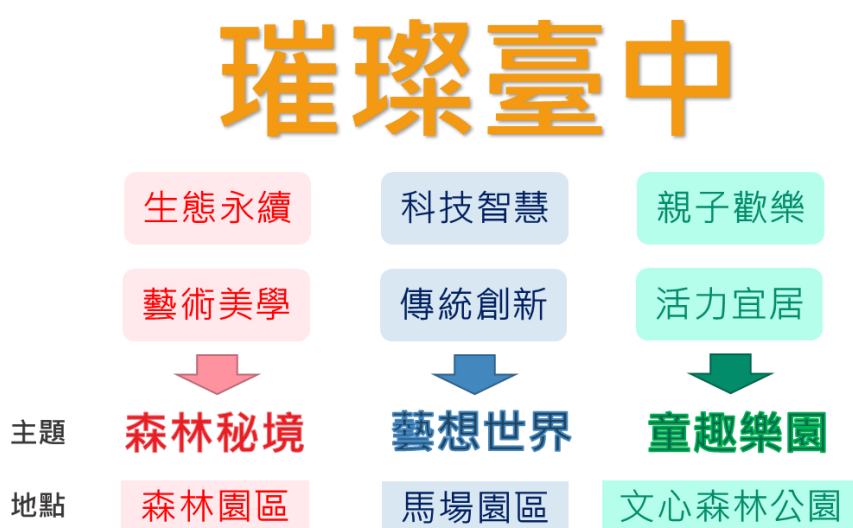 璀璨臺中
生態永續 科技智慧 親子歡樂
藝術美學 傳統創新 活力宜居
主題 森林秘境 藝想世界 童趣樂園
地點 森林園區 馬場園區 文心森林公園